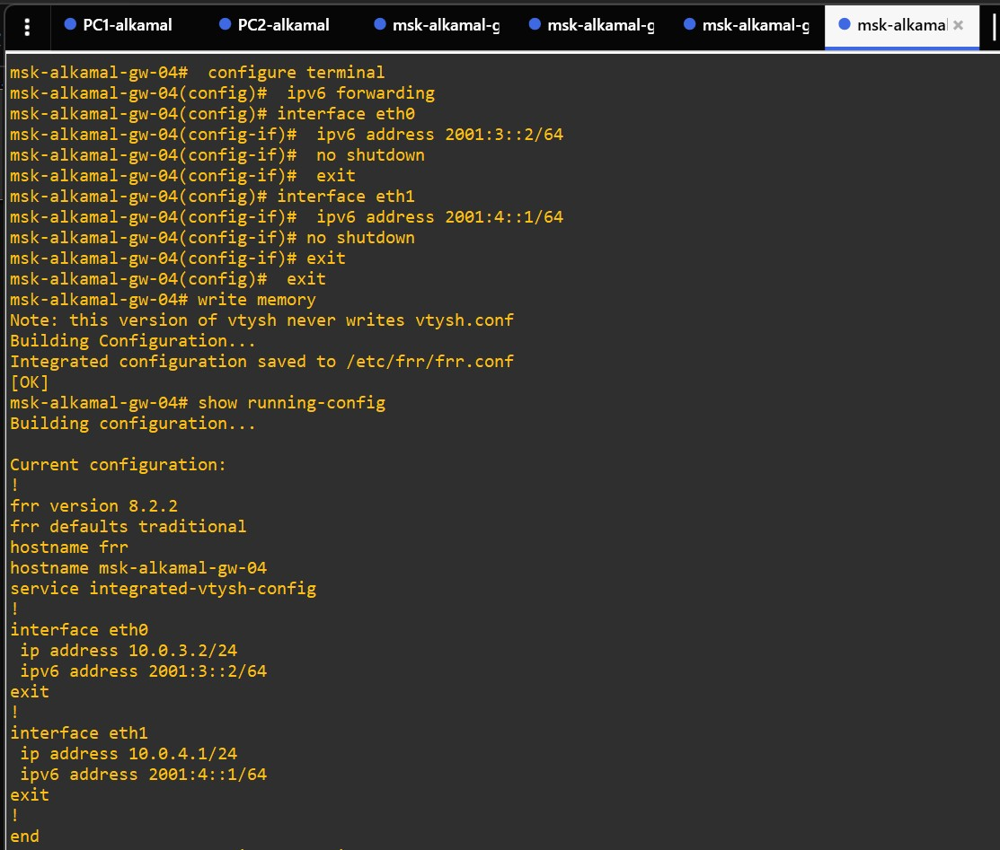 PC1-alkamal PC2-alkamal msk-alkamal-g msk-alkamal-g msk-alkamal-g msk-alkamal ×
msk-alkamal-gw-04#  configure terminal
msk-alkamal-gw-04(config)#  ipv6 forwarding
msk-alkamal-gw-04(config)# interface eth0
msk-alkamal-gw-04(config-if)#  ipv6 address 2001:3::2/64
msk-alkamal-gw-04(config-if)#  no shutdown
msk-alkamal-gw-04(config-if)#  exit
msk-alkamal-gw-04(config)# interface eth1
msk-alkamal-gw-04(config-if)#  ipv6 address 2001:4::1/64
msk-alkamal-gw-04(config-if)# no shutdown
msk-alkamal-gw-04(config-if)# exit
msk-alkamal-gw-04(config)#  exit
msk-alkamal-gw-04# write memory
Note: this version of vtysh never writes vtysh.conf
Building Configuration...
Integrated configuration saved to /etc/frr/frr.conf
[OK]
msk-alkamal-gw-04# show running-config
Building configuration...

Current configuration:
!
frr version 8.2.2
frr defaults traditional
hostname frr
hostname msk-alkamal-gw-04
service integrated-vtysh-config
!
interface eth0
 ip address 10.0.3.2/24
 ipv6 address 2001:3::2/64
exit
!
interface eth1
 ip address 10.0.4.1/24
 ipv6 address 2001:4::1/64
exit
!
end